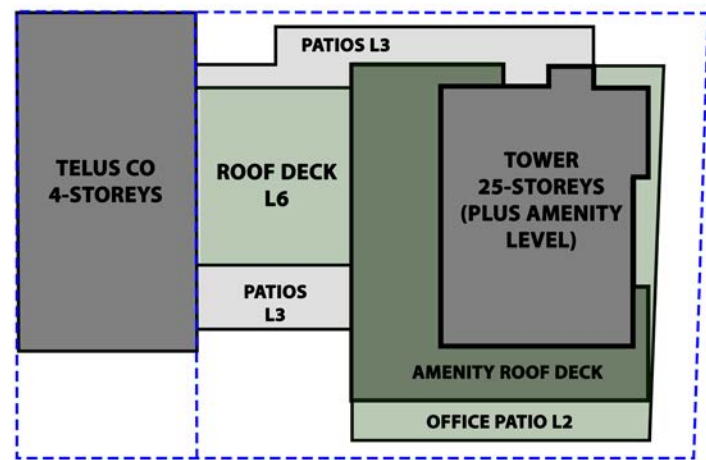 PATIOS L3
TELUS CO
4-STOREYS
ROOF DECK
L6
TOWER
25-STOREYS
(PLUS AMENITY
LEVEL)
PATIOS
L3
AMENITY ROOF DECK
OFFICE PATIO L2